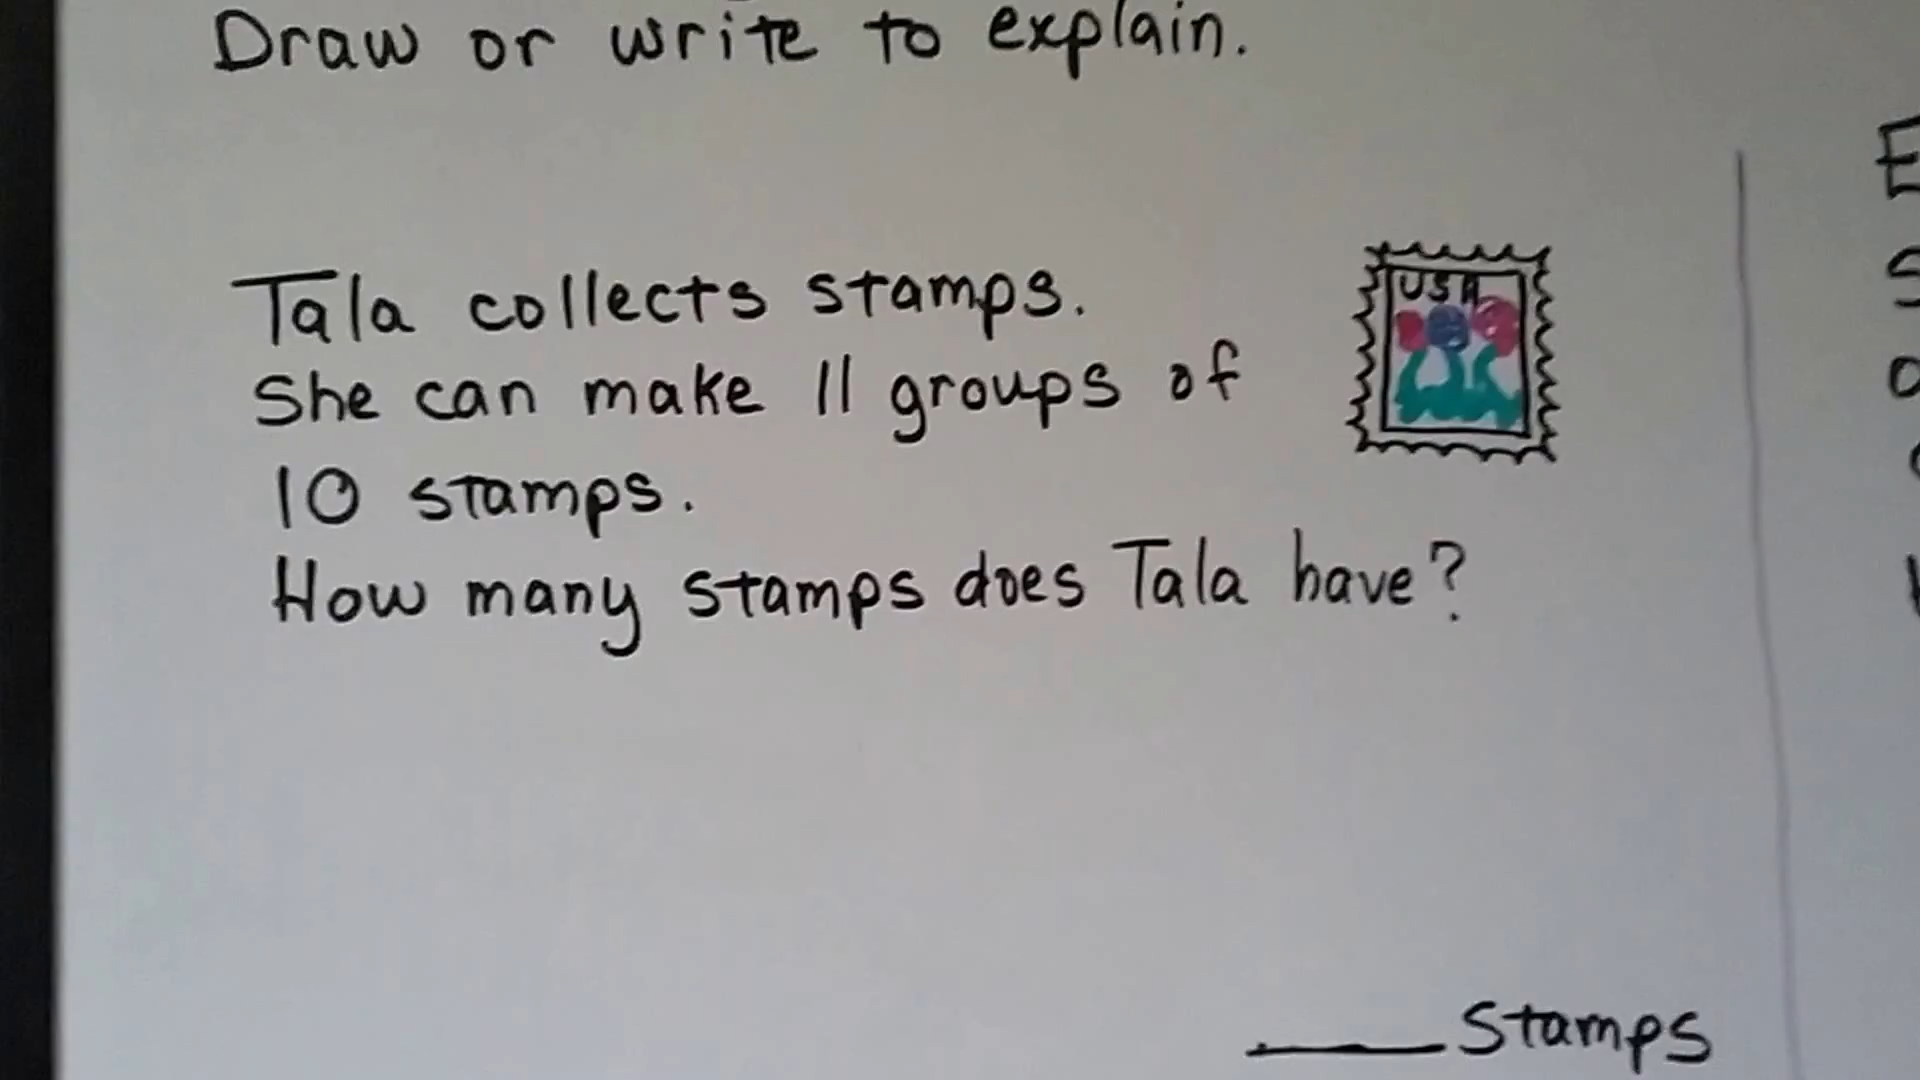 Draw or write to explain.
Tala collects stamps.
She can make 11 groups of
10 stamps.
How many stamps does Tala have?
USA
____ Stamps